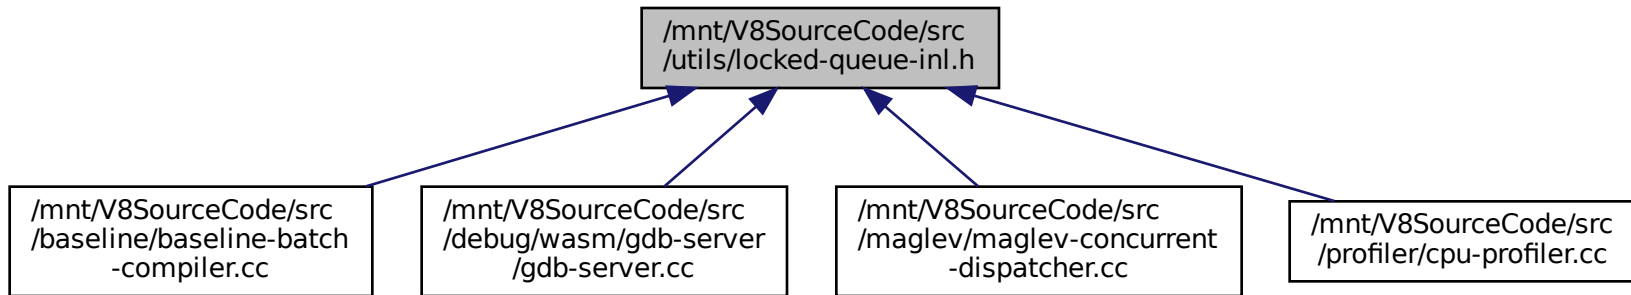 /mnt/V8SourceCode/src
/utils/locked-queue-inl.h
/mnt/V8SourceCode/src
/baseline/baseline-batch
-compiler.cc
/mnt/V8SourceCode/src
/debug/wasm/gdb-server
/gdb-server.cc
/mnt/V8SourceCode/src
/maglev/maglev-concurrent
-dispatcher.cc
/mnt/V8SourceCode/src
/profiler/cpu-profiler.cc